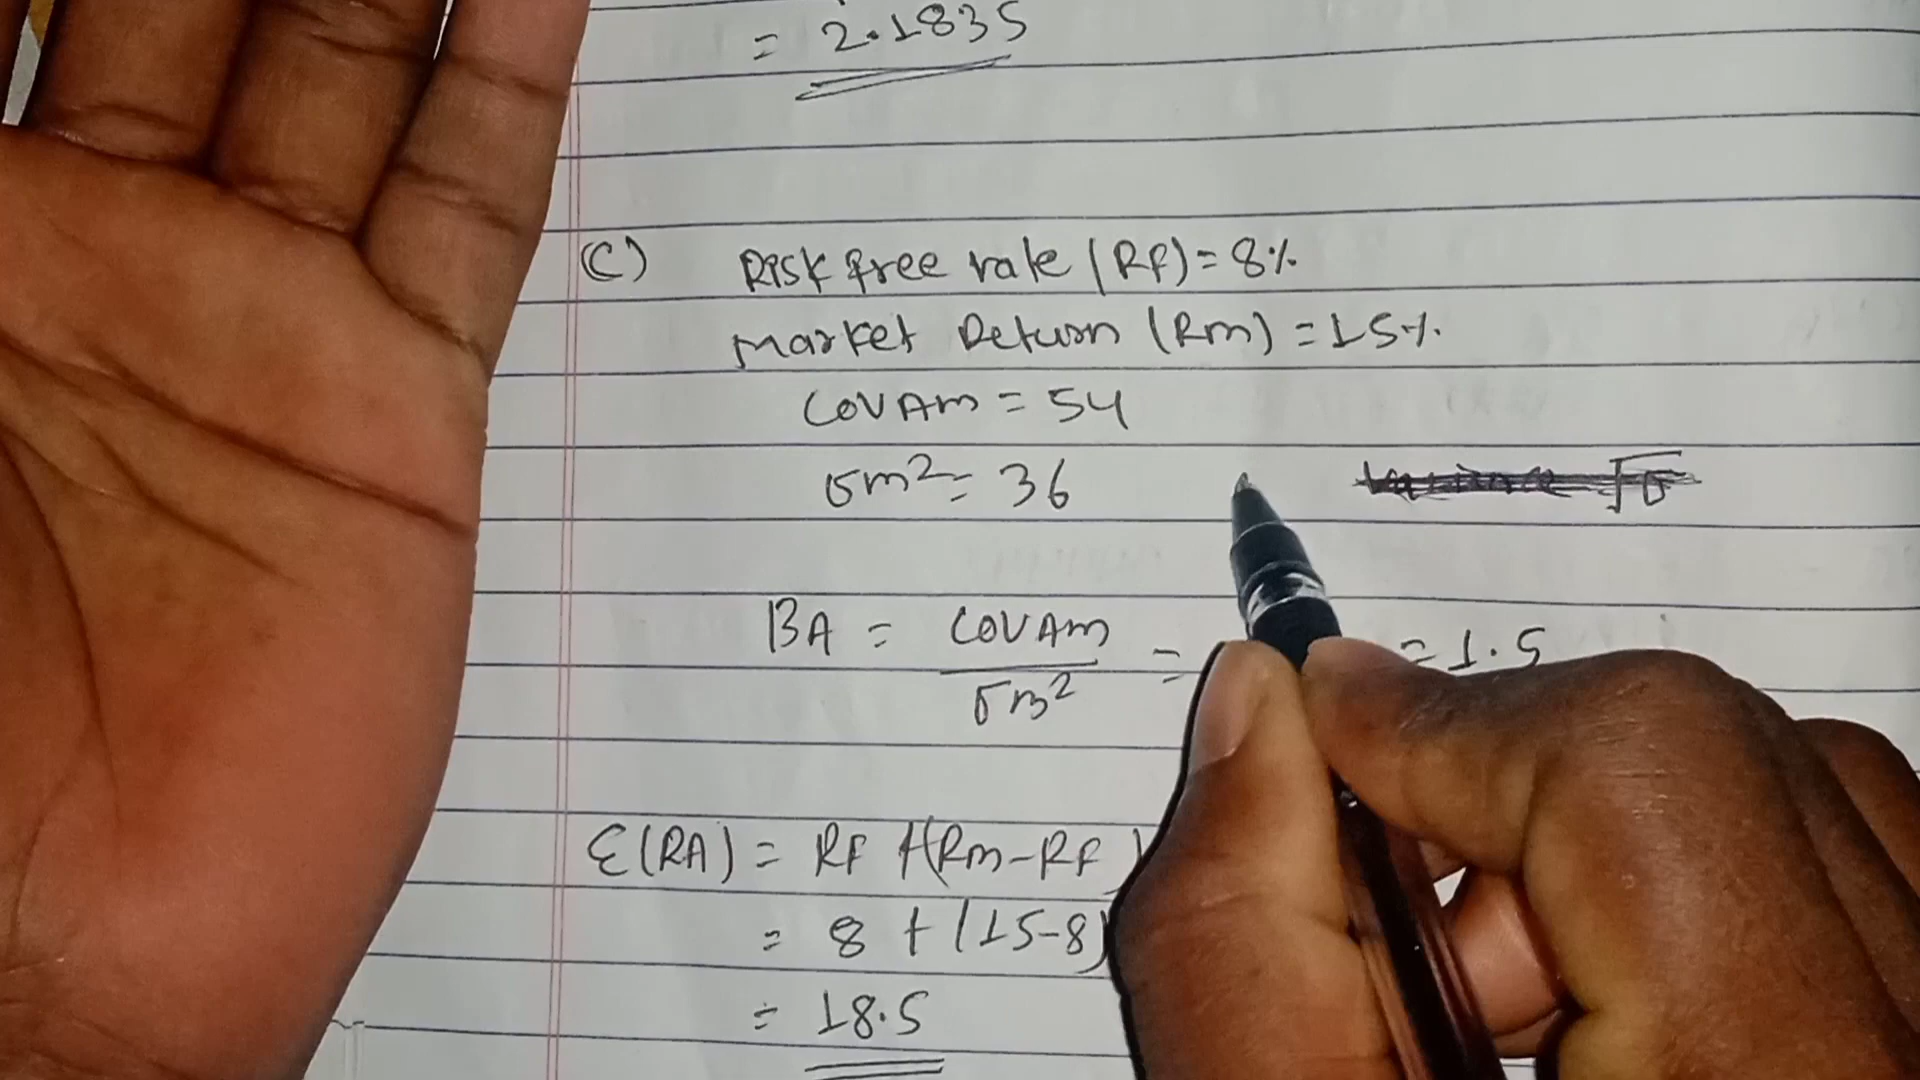 = 2.1835
(C) Risk free rate (RF) = 8%
Market Return (Rm) = 15%.
COVAm = 54
σm² = 36
BA = COVAm / σm² = = 1.5
E(RA) = RF + (Rm-RF)
= 8 + (15-8)
= 18.5